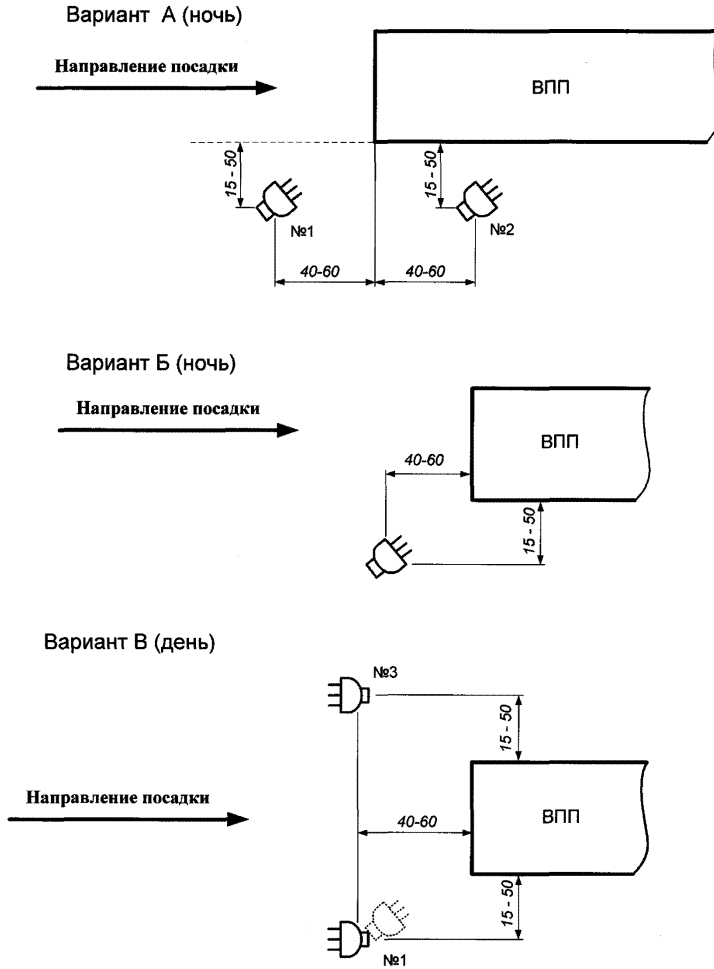 Вариант А (ночь)
Направление посадки
ВПП
15 - 50
15 - 50
№1
№2
40-60
40-60
Вариант Б (ночь)
Направление посадки
ВПП
40-60
15 - 50
Вариант В (день)
№3
15 - 50
Направление посадки
40-60
ВПП
15 - 50
№1